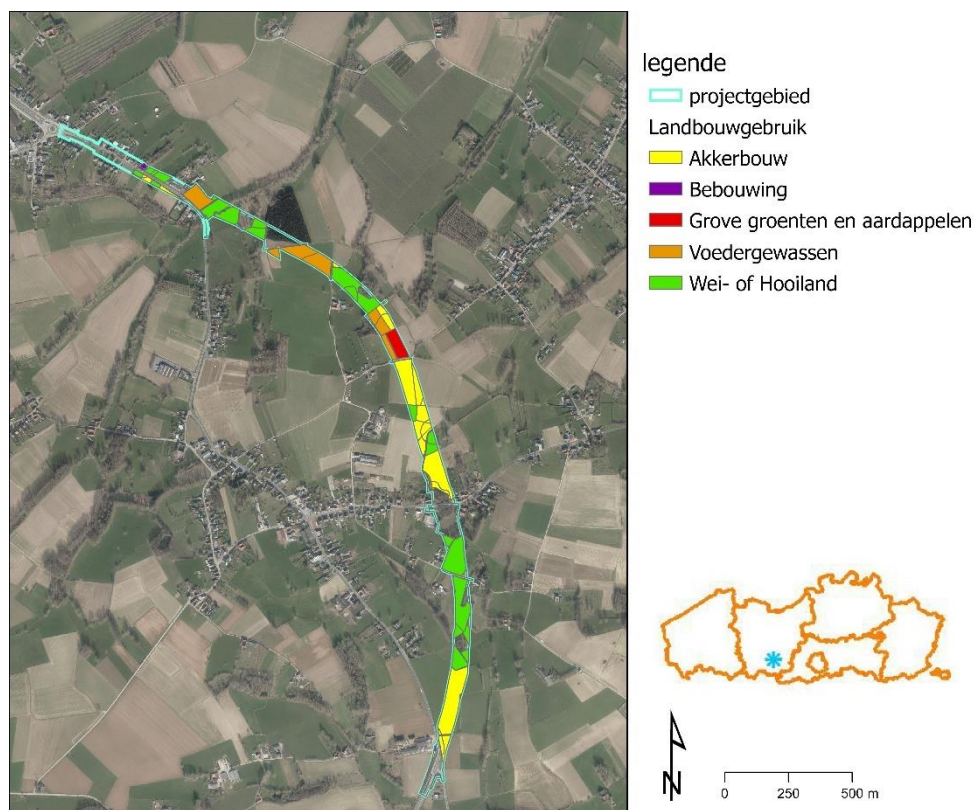 legende
projectgebied
Landbouwgebruik
Akkerbouw
Bebouwing
Grove groenten en aardappelen
Voedergewassen
Wei- of Hooiland
N
0 250 500 m